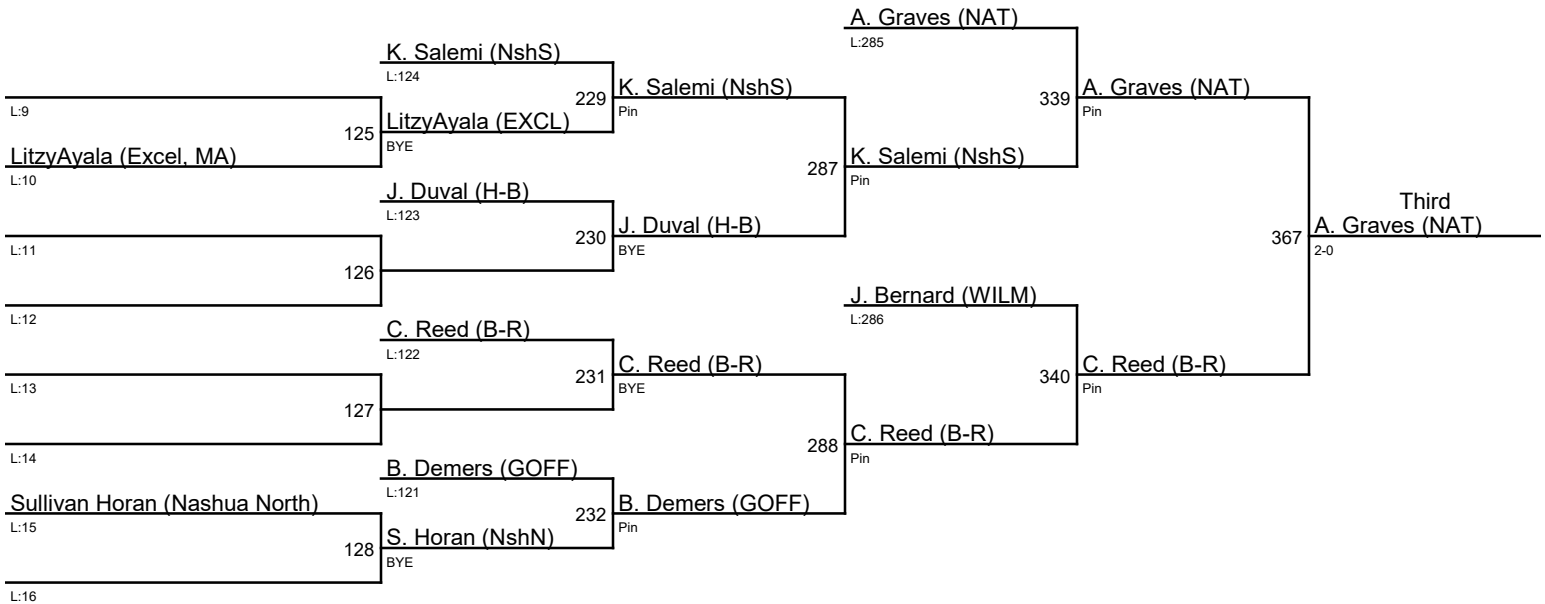 A. Graves (NAT)
L:285
K. Salemi (NshS)
L:124
229
K. Salemi (NshS)
Pin
339
A. Graves (NAT)
Pin
L:9
125
LitzyAyala (EXCL)
BYE
LitzyAyala (Excel, MA)
L:10
287
K. Salemi (NshS)
Pin
J. Duval (H-B)
L:123
230
J. Duval (H-B)
BYE
L:11
126
L:12
Third
367
A. Graves (NAT)
2-0
J. Bernard (WILM)
L:286
C. Reed (B-R)
L:122
231
C. Reed (B-R)
BYE
340
C. Reed (B-R)
Pin
L:13
127
L:14
288
C. Reed (B-R)
Pin
B. Demers (GOFF)
L:121
232
B. Demers (GOFF)
Pin
Sullivan Horan (Nashua North)
L:15
128
S. Horan (NshN)
BYE
L:16